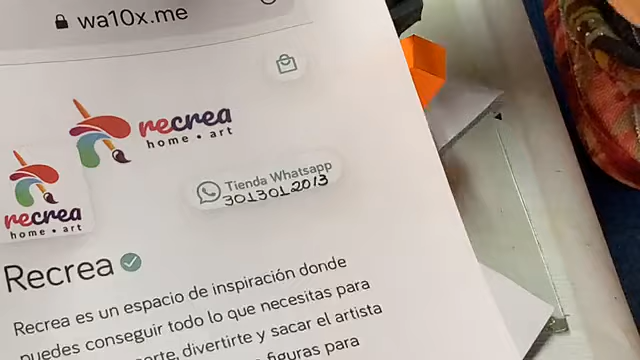 wa10x.me
recrea
home • art
recrea
home • art
Tienda Whatsapp
3013012013
Recrea
Recrea es un espacio de inspiración donde
puedes conseguir todo lo que necesitas para
divertirte y sacar el artista
figuras para